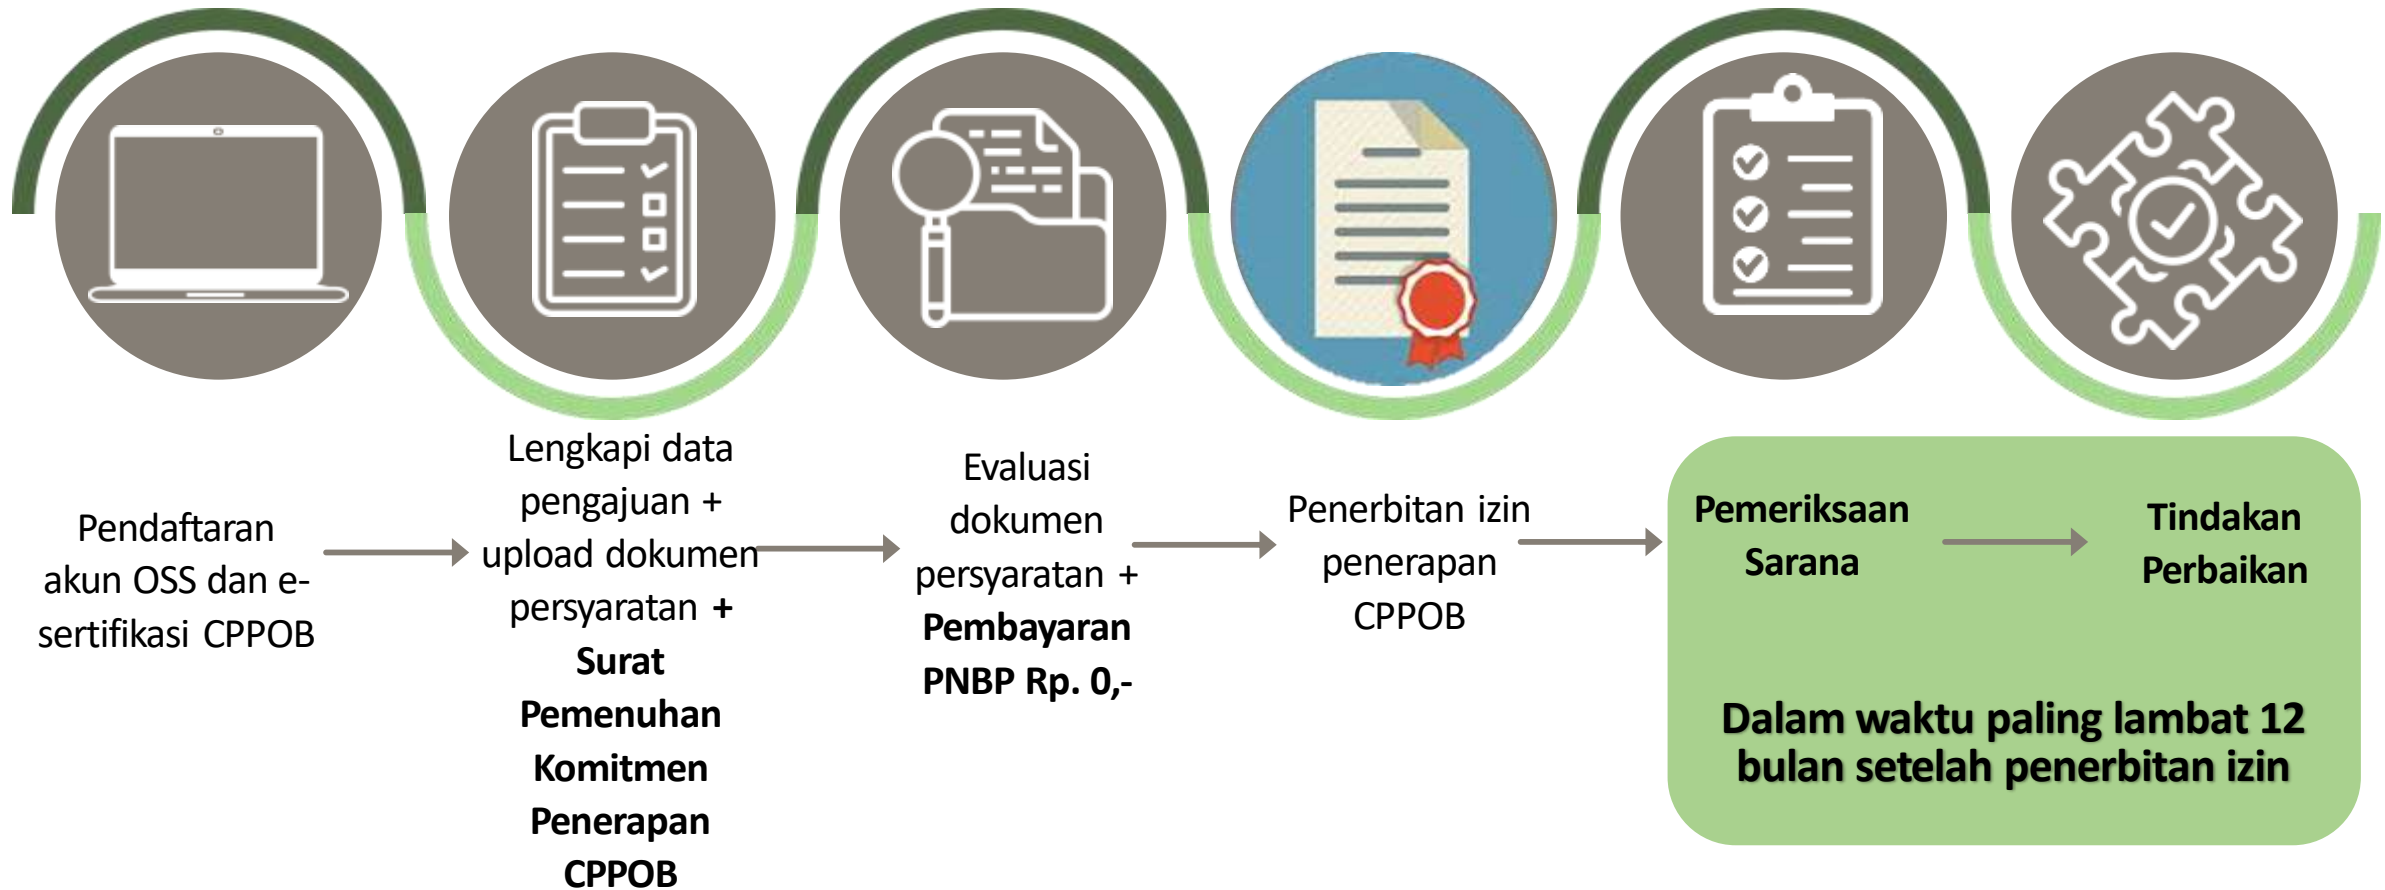 Pendaftaran
akun OSS dan e-
sertifikasi CPPOB
Lengkapi data
pengajuan +
upload dokumen
persyaratan +
Surat
Pemenuhan
Komitmen
Penerapan
CPPOB
Evaluasi
dokumen
persyaratan +
Pembayaran
PNBP Rp. 0,-
Penerbitan izin
penerapan
CPPOB
Pemeriksaan
Sarana
Tindakan
Perbaikan
Dalam waktu paling lambat 12
bulan setelah penerbitan izin